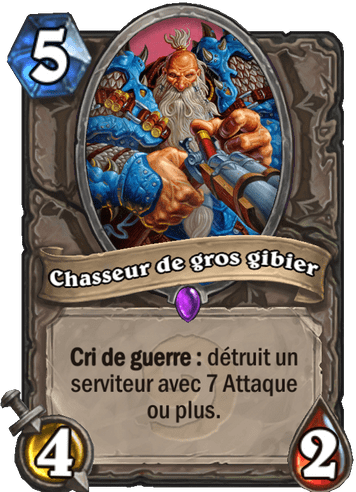 5
Chasseur de gros gibier
Cri de guerre : détruit un
serviteur avec 7 Attaque
ou plus.
4
2